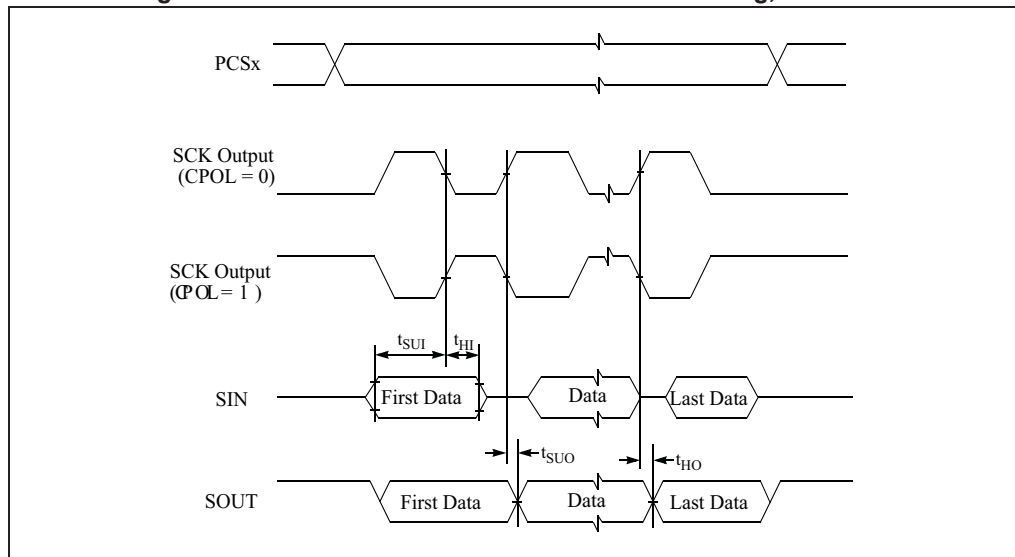 PCSx
SCK Output
(CPOL = 0)
SCK Output
(CPOL = 1 )
tSUI
tHI
SIN
First Data
Data
Last Data
tSUO
tHO
SOUT
First Data
Data
Last Data